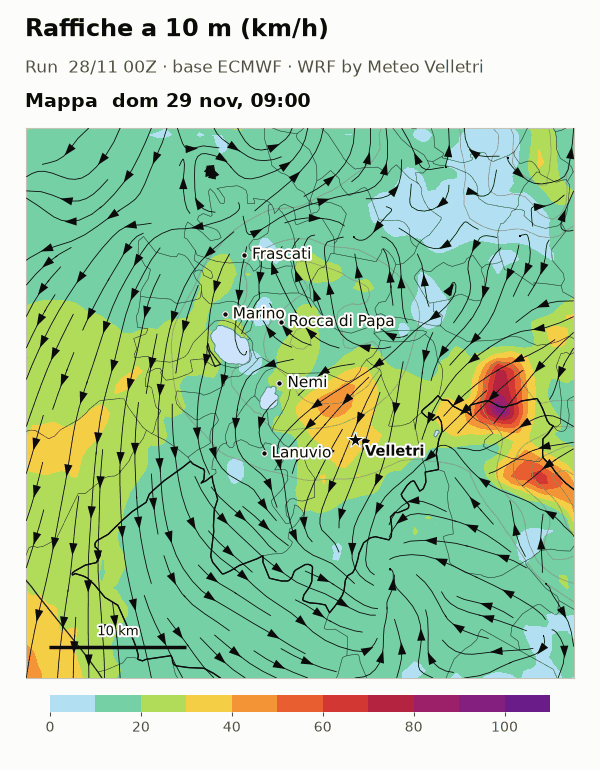 Raffiche a 10 m (km/h)
Run 28/11 00Z · base ECMWF · WRF by Meteo Velletri
Mappa dom 29 nov, 09:00
Frascati
Marino
Rocca di Papa
Nemi
Lanuvio
Velletri
10 km
0 20 40 60 80 100